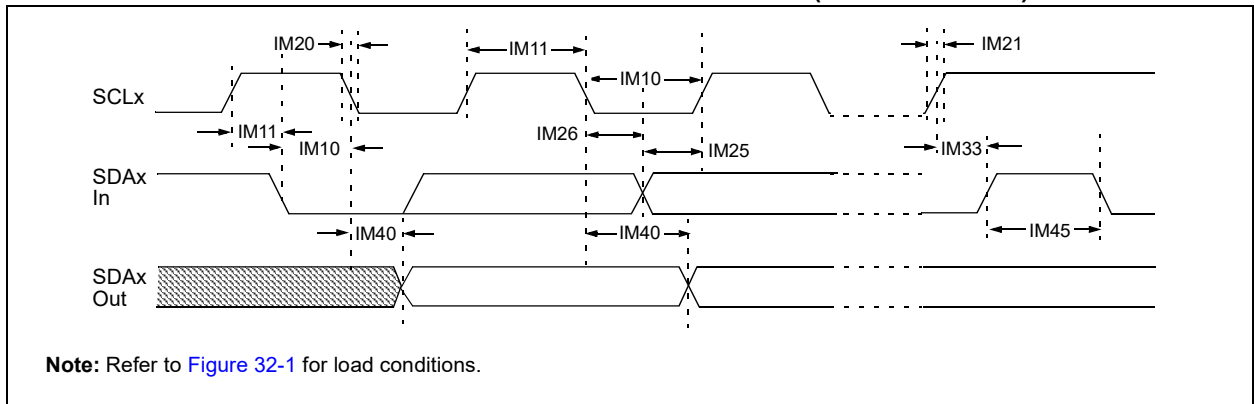 IM20
IM11
IM21
SCLx
IM10
IM11
IM10
IM26
IM25
IM33
SDAx
In
IM40
IM40
IM45
SDAx
Out
Note: Refer to Figure 32-1 for load conditions.